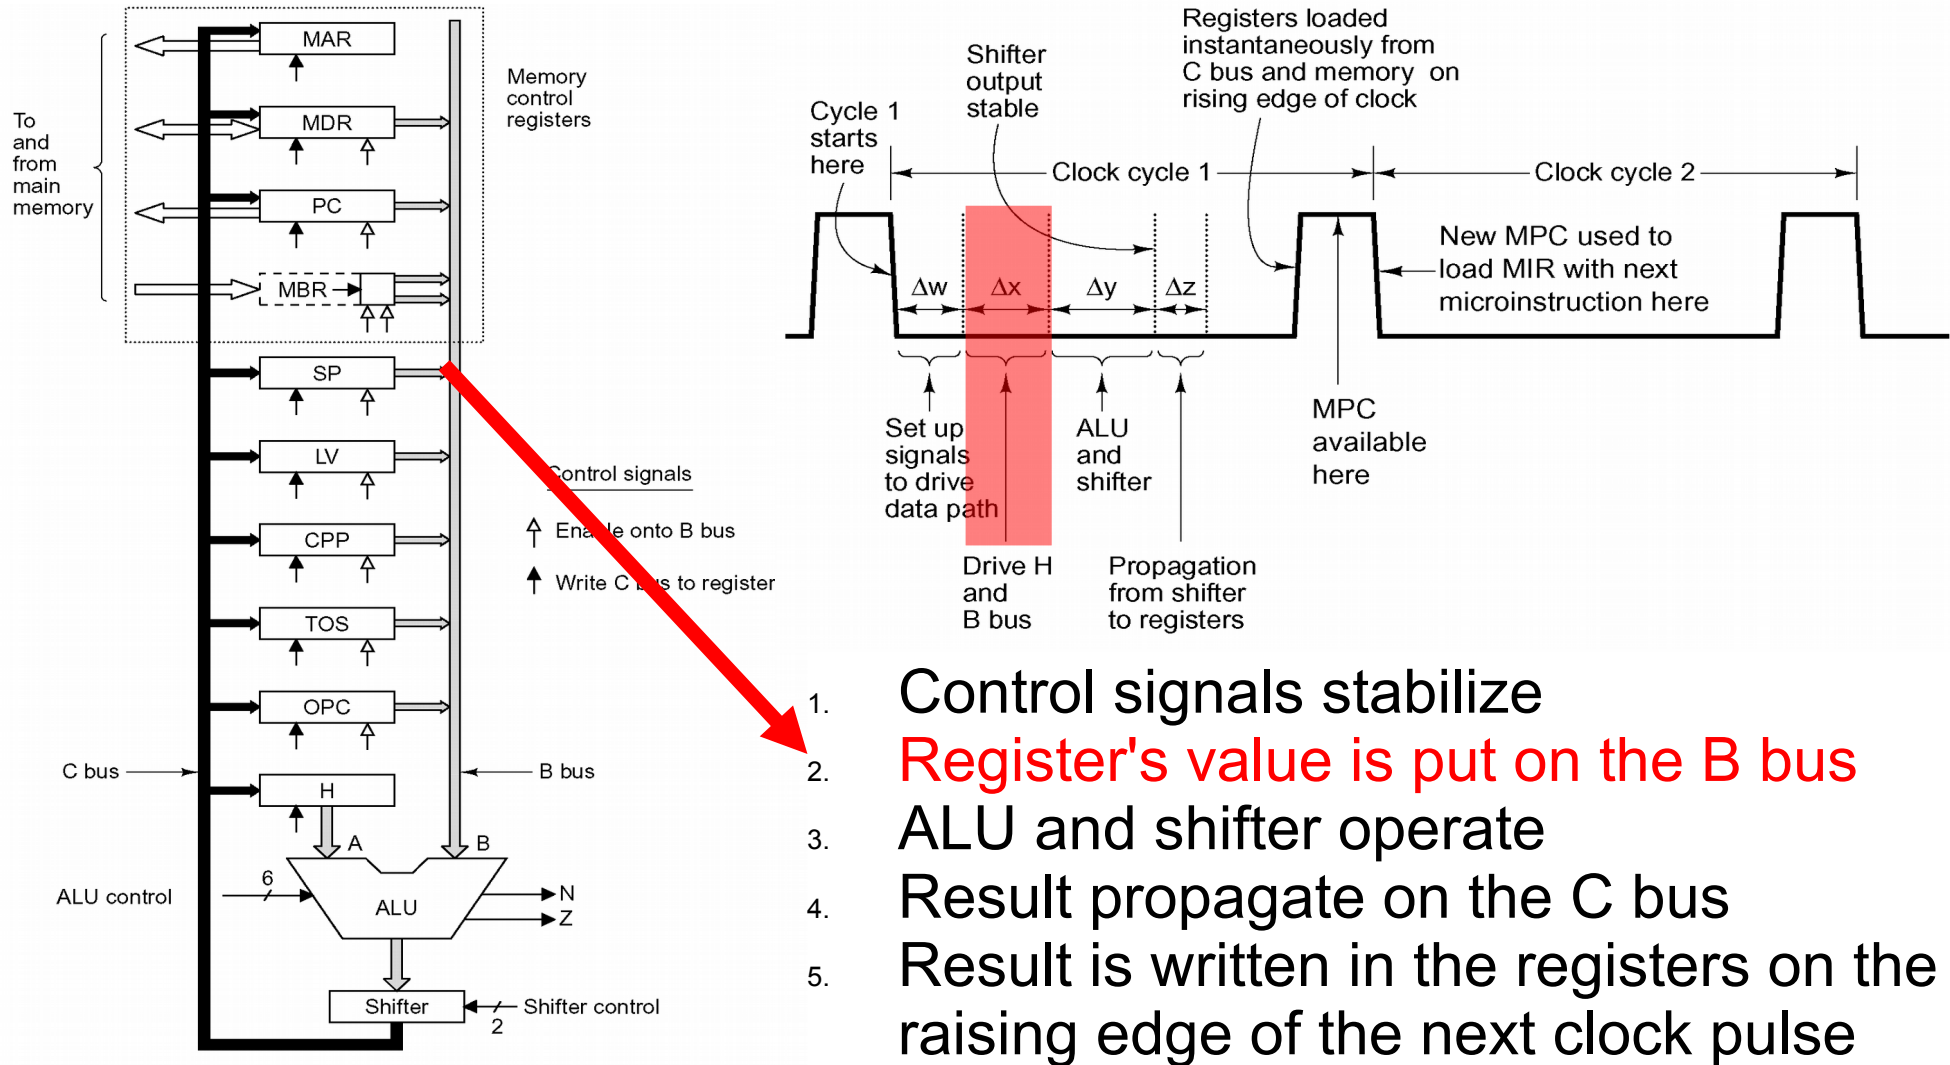 MAR
MDR
PC
MBR
SP
LV
CPP
TOS
OPC
H
To
and
from
main
memory
Memory
control
registers
Control signals
Enable onto B bus
Write C bus to register
C bus
B bus
A
B
ALU control
6
ALU
N
Z
Shifter
Shifter control
2
Cycle 1
starts
here
Shifter
output
stable
Registers loaded
instantaneously from
C bus and memory on
rising edge of clock
Clock cycle 1
Clock cycle 2
Δw
Δx
Δy
Δz
New MPC used to
load MIR with next
microinstruction here
Set up
signals
to drive
data path
ALU
and
shifter
MPC
available
here
Drive H
and
B bus
Propagation
from shifter
to registers
1. Control signals stabilize
2. Register's value is put on the B bus
3. ALU and shifter operate
4. Result propagate on the C bus
5. Result is written in the registers on the
raising edge of the next clock pulse